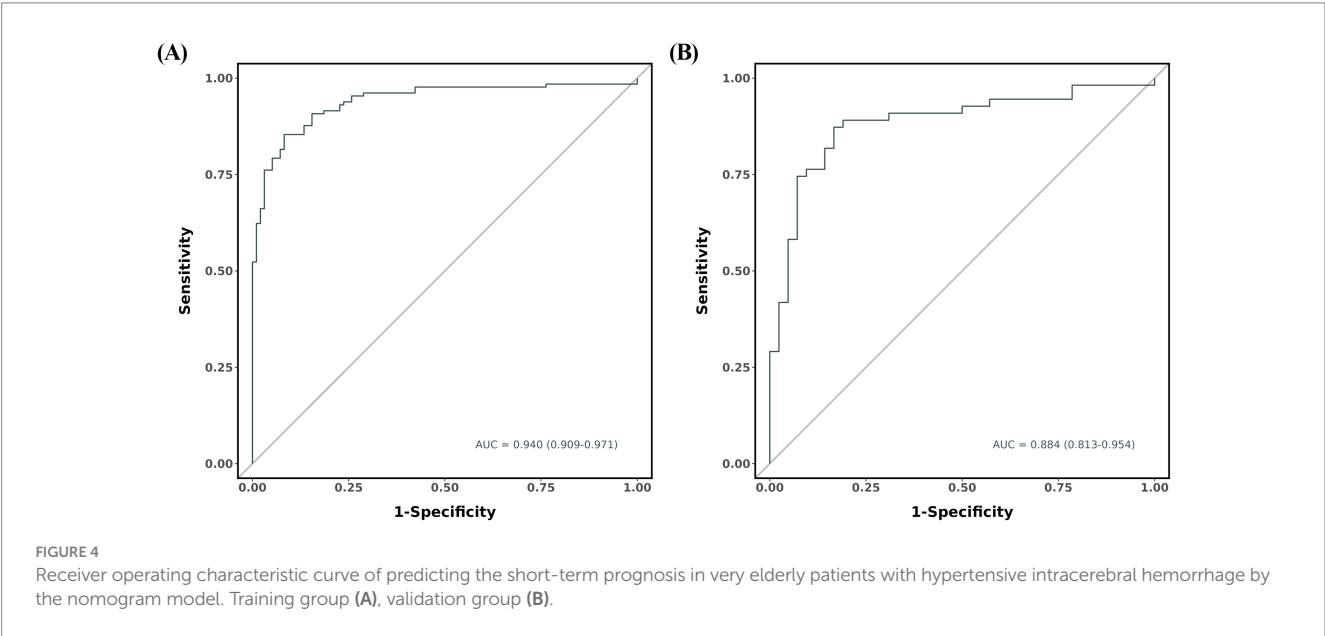 (A)
1.00
0.75
0.50
0.25
0.00
Sensitivity
AUC = 0.940 (0.909-0.971)
0.00 0.25 0.50 0.75 1.00
1-Specificity
(B)
1.00
0.75
0.50
0.25
0.00
Sensitivity
AUC = 0.884 (0.813-0.954)
0.00 0.25 0.50 0.75 1.00
1-Specificity
FIGURE 4
Receiver operating characteristic curve of predicting the short-term prognosis in very elderly patients with hypertensive intracerebral hemorrhage by
the nomogram model. Training group (A), validation group (B).